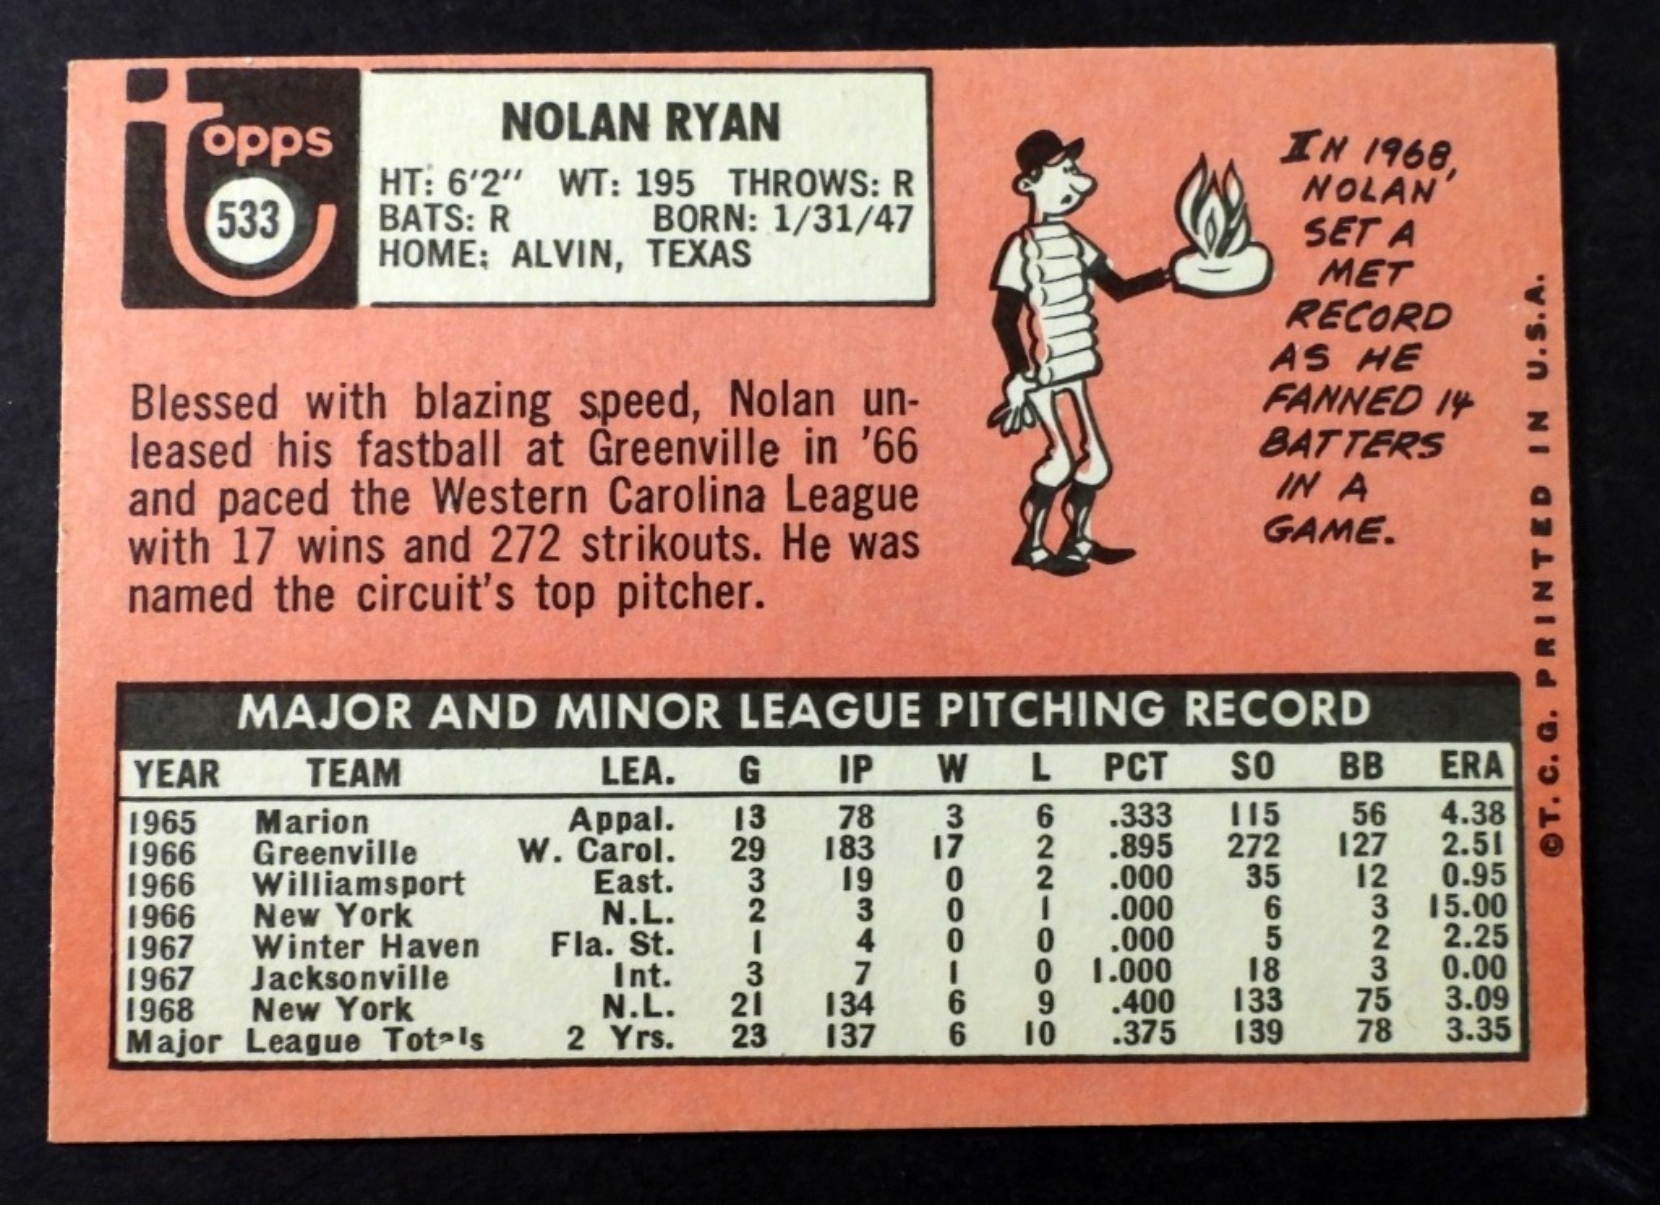 topps
533
NOLAN RYAN
HT: 6'2" WT: 195 THROWS: R
BATS: R BORN: 1/31/47
HOME: ALVIN, TEXAS
Blessed with blazing speed, Nolan un-
leased his fastball at Greenville in '66
and paced the Western Carolina League
with 17 wins and 272 strikouts. He was
named the circuit's top pitcher.
IN 1968,
NOLAN
SET A
MET
RECORD
AS HE
FANNED 14
BATTERS
IN A
GAME.
©T.C.G. PRINTED IN U.S.A.
MAJOR AND MINOR LEAGUE PITCHING RECORD
YEAR TEAM LEA. G IP W L PCT SO BB ERA
1965 Marion Appal. 13 78 3 6 .333 115 56 4.38
1966 Greenville W. Carol. 29 183 17 2 .895 272 127 2.51
1966 Williamsport East. 3 19 0 2 .000 35 12 0.95
1966 New York N.L. 2 3 0 1 .000 6 3 15.00
1967 Winter Haven Fla. St. 1 4 0 0 .000 5 2 2.25
1967 Jacksonville Int. 3 7 1 0 1.000 18 3 0.00
1968 New York N.L. 21 134 6 9 .400 133 75 3.09
Major League Totals 2 Yrs. 23 137 6 10 .375 139 78 3.35